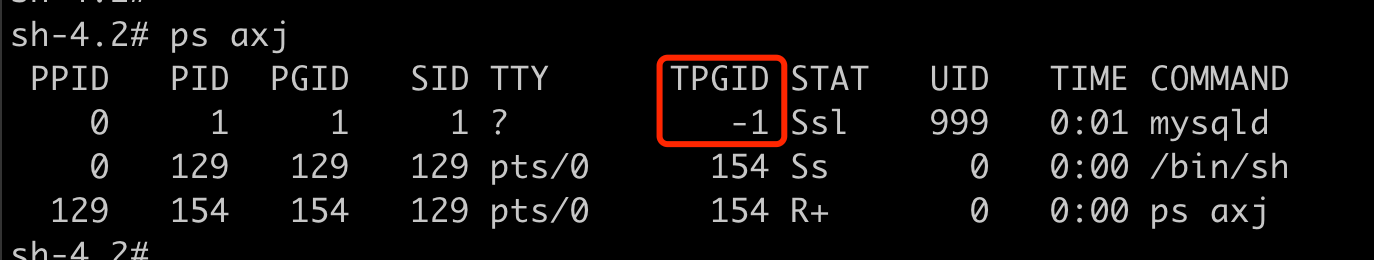 sh-4.2# ps axj
PPID PID PGID SID TTY TPGID STAT UID TIME COMMAND
0 1 1 1 ? -1 Ssl 999 0:01 mysqld
0 129 129 129 pts/0 154 Ss 0 0:00 /bin/sh
129 154 154 129 pts/0 154 R+ 0 0:00 ps axj
sh-4.2#